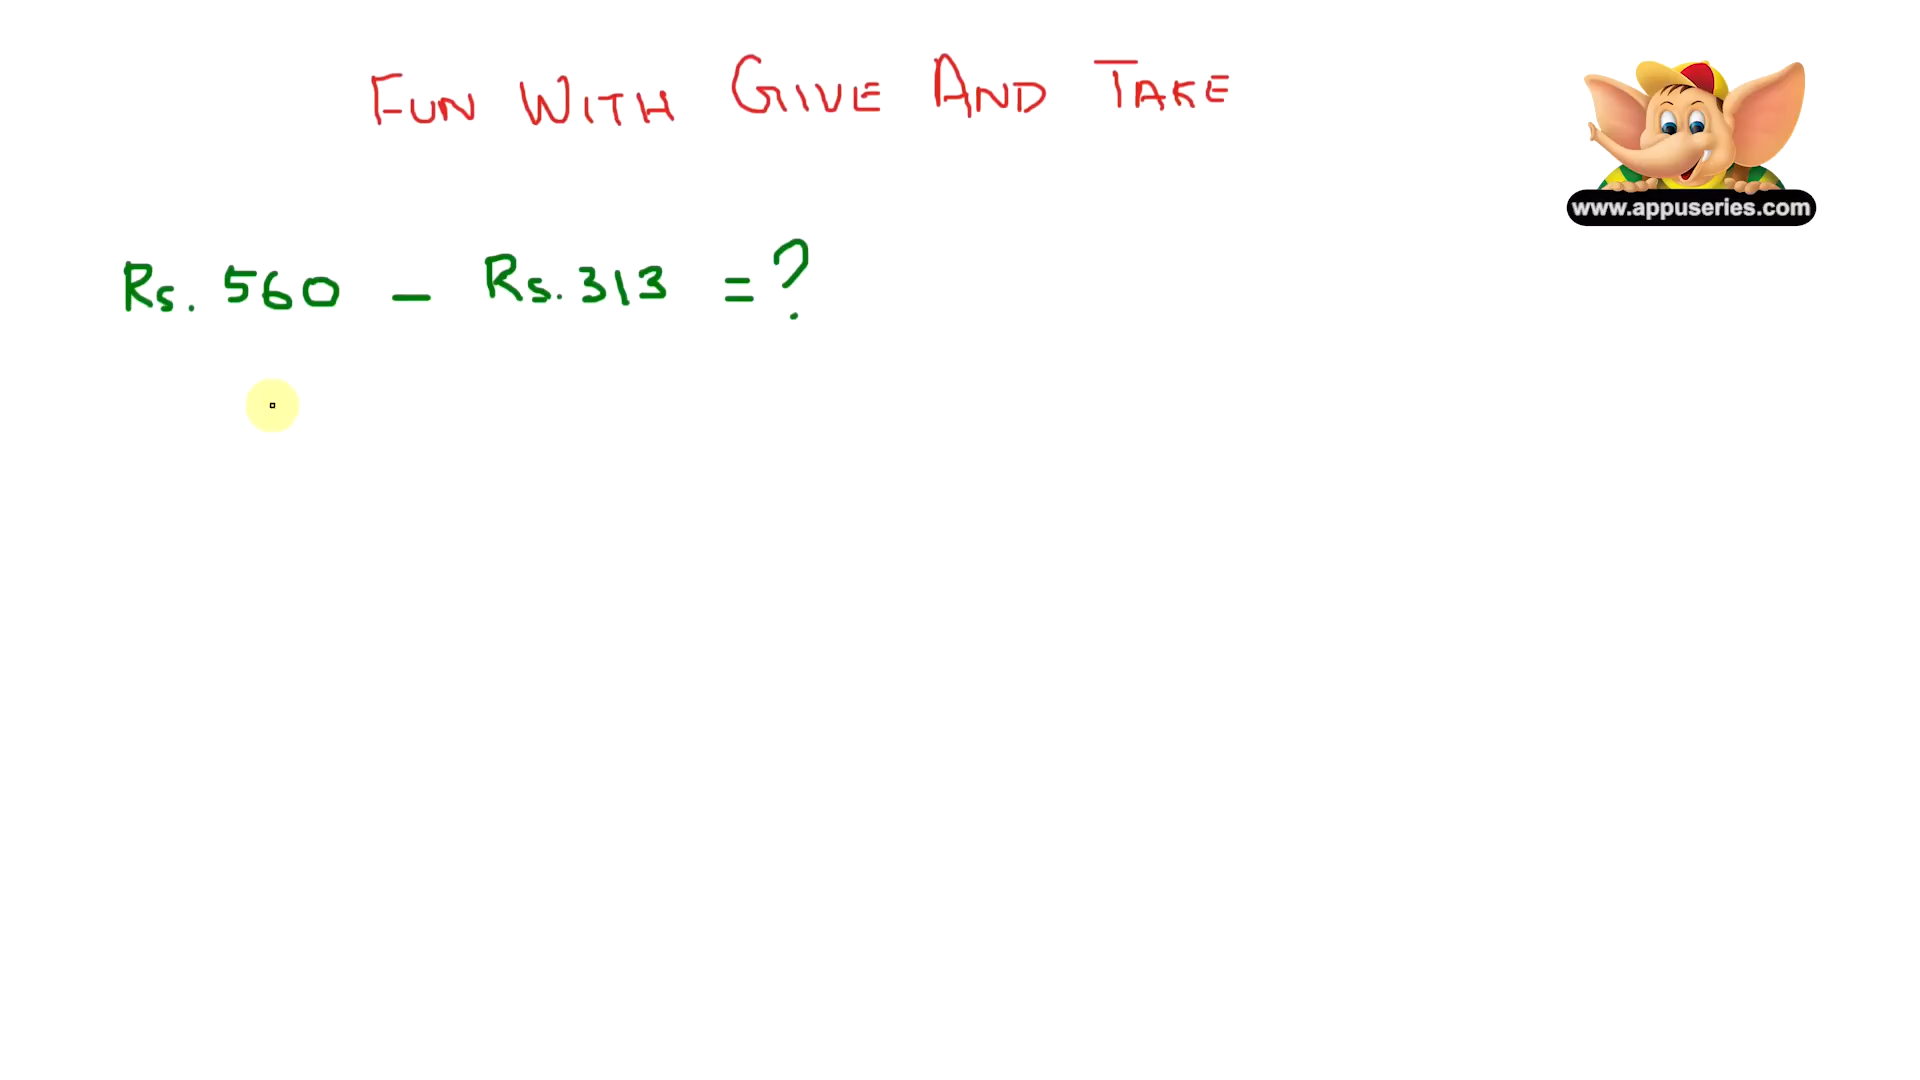 FUN WITH GIVE AND TAKE
www.appuseries.com
Rs. 560 - Rs. 313 = ?